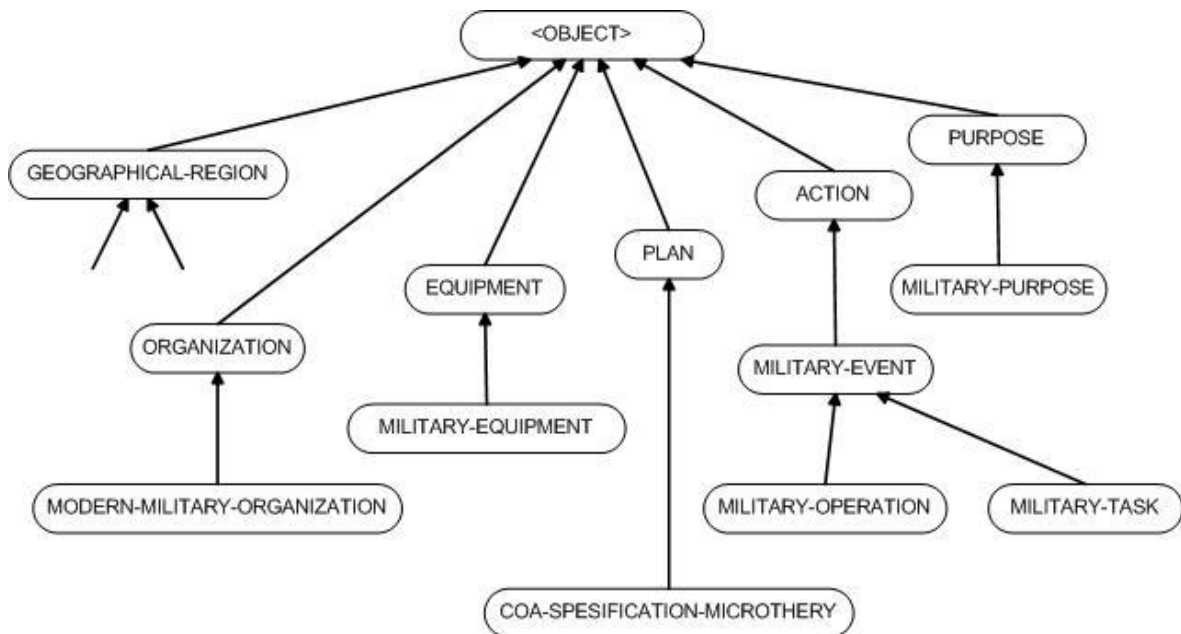 <OBJECT>
PURPOSE
GEOGRAPHICAL-REGION
ACTION
PLAN
EQUIPMENT
MILITARY-PURPOSE
ORGANIZATION
MILITARY-EVENT
MILITARY-EQUIPMENT
MODERN-MILITARY-ORGANIZATION
MILITARY-OPERATION
MILITARY-TASK
COA-SPESIFICATION-MICROTHERY